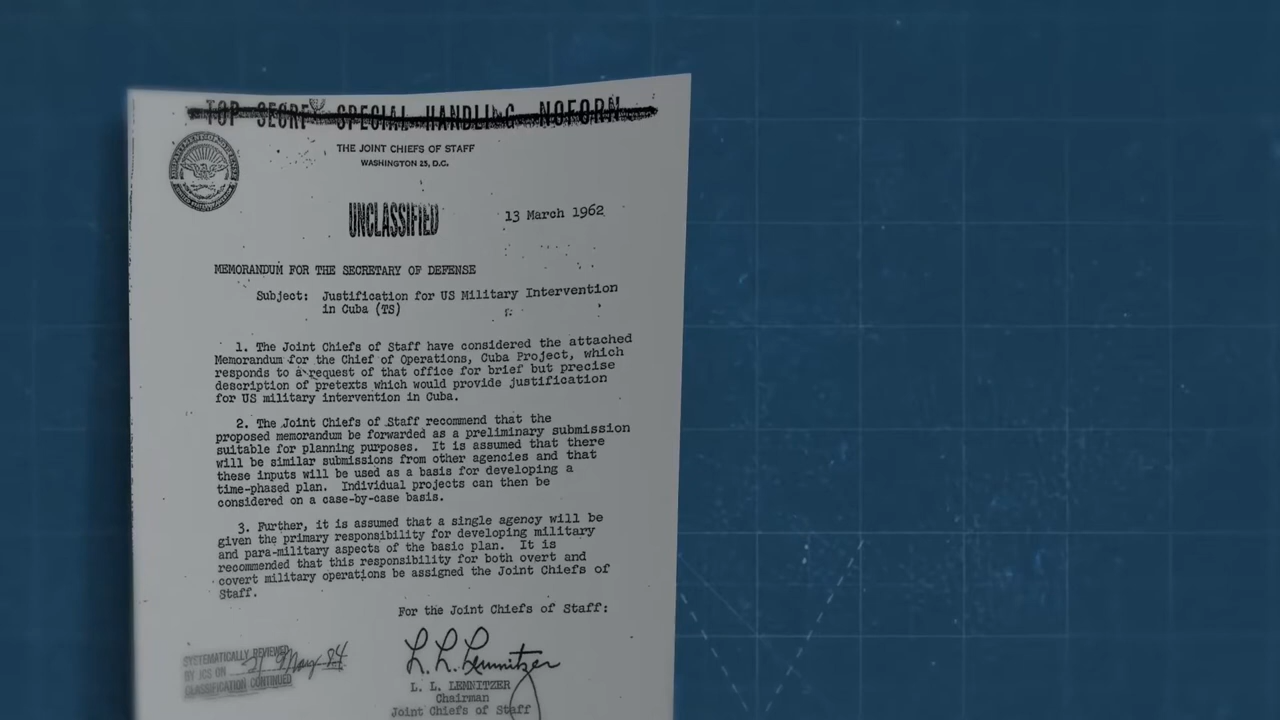 TOP SECRET SPECIAL HANDLING NOFORN
THE JOINT CHIEFS OF STAFF
WASHINGTON 25, D.C.
UNCLASSIFIED
13 March 1962
MEMORANDUM FOR THE SECRETARY OF DEFENSE
Subject: Justification for US Military Intervention
in Cuba (TS)
1. The Joint Chiefs of Staff have considered the attached
Memorandum for the Chief of Operations, Cuba Project, which
responds to a request of that office for brief but precise
description of pretexts which would provide justification
for US military intervention in Cuba.
2. The Joint Chiefs of Staff recommend that the
proposed memorandum be forwarded as a preliminary submission
suitable for planning purposes. It is assumed that there
will be similar submissions from other agencies and that
these inputs will be used as a basis for developing a
time-phased plan. Individual projects can then be
considered on a case-by-case basis.
3. Further, it is assumed that a single agency will be
given the primary responsibility for developing military
and para-military aspects of the basic plan. It is
recommended that this responsibility for both overt and
covert military operations be assigned the Joint Chiefs of
Staff.
For the Joint Chiefs of Staff:
SYSTEMATICALLY REVIEWED
BY JCS ON 21 May 84
CLASSIFICATION CONTINUED
L. L. Lemnitzer
L. L. LEMNITZER
Chairman
Joint Chiefs of Staff